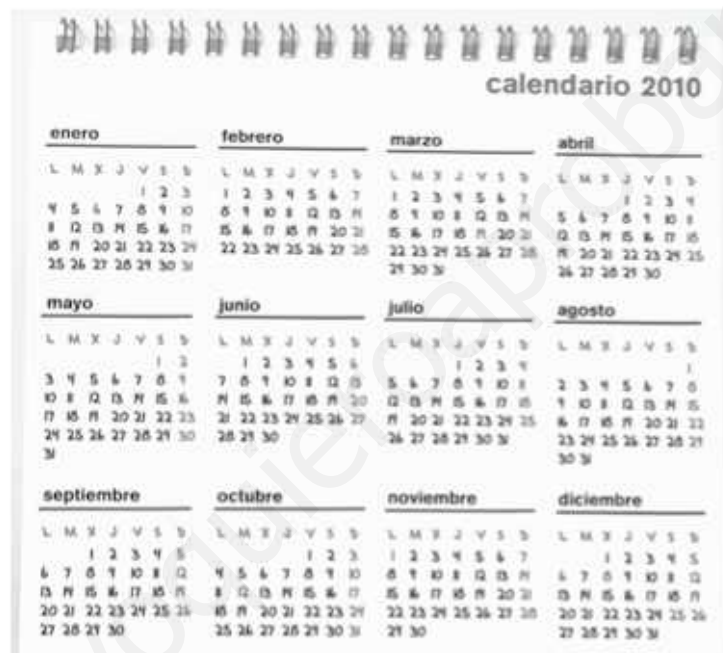 calendario 2010
enero
L M X J V S D
1 2 3
4 5 6 7 8 9 10
11 12 13 14 15 16 17
18 19 20 21 22 23 24
25 26 27 28 29 30 31
febrero
L M X J V S D
1 2 3 4 5 6 7
8 9 10 11 12 13 14
15 16 17 18 19 20 21
22 23 24 25 26 27 28
marzo
L M X J V S D
1 2 3 4 5 6 7
8 9 10 11 12 13 14
15 16 17 18 19 20 21
22 23 24 25 26 27 28
29 30 31
abril
L M X J V S D
1 2 3 4
5 6 7 8 9 10 11
12 13 14 15 16 17 18
19 20 21 22 23 24 25
26 27 28 29 30
mayo
L M X J V S D
1 2
3 4 5 6 7 8 9
10 11 12 13 14 15 16
17 18 19 20 21 22 23
24 25 26 27 28 29 30
31
junio
L M X J V S D
1 2 3 4 5 6
7 8 9 10 11 12 13
14 15 16 17 18 19 20
21 22 23 24 25 26 27
28 29 30
julio
L M X J V S D
1 2 3 4
5 6 7 8 9 10 11
12 13 14 15 16 17 18
19 20 21 22 23 24 25
26 27 28 29 30 31
agosto
L M X J V S D
1
2 3 4 5 6 7 8
9 10 11 12 13 14 15
16 17 18 19 20 21 22
23 24 25 26 27 28 29
30 31
septiembre
L M X J V S D
1 2 3 4 5
6 7 8 9 10 11 12
13 14 15 16 17 18 19
20 21 22 23 24 25 26
27 28 29 30
octubre
L M X J V S D
1 2 3
4 5 6 7 8 9 10
11 12 13 14 15 16 17
18 19 20 21 22 23 24
25 26 27 28 29 30 31
noviembre
L M X J V S D
1 2 3 4 5 6 7
8 9 10 11 12 13 14
15 16 17 18 19 20 21
22 23 24 25 26 27 28
29 30
diciembre
L M X J V S D
1 2 3 4 5
6 7 8 9 10 11 12
13 14 15 16 17 18 19
20 21 22 23 24 25 26
27 28 29 30 31